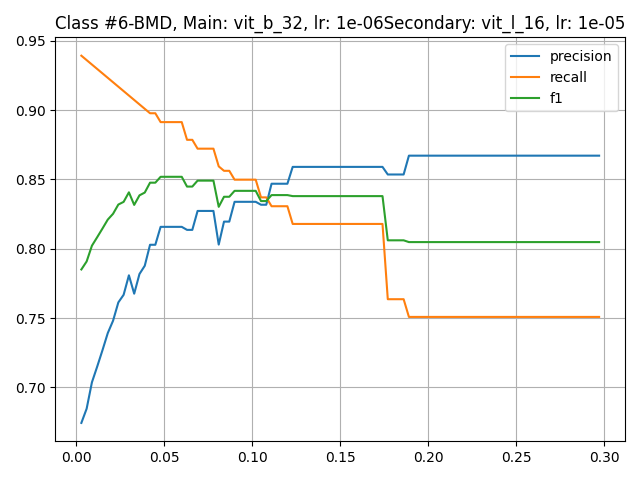 Class #6-BMD, Main: vit_b_32, lr: 1e-06Secondary: vit_l_16, lr: 1e-05
0.95
0.90
0.85
0.80
0.75
0.70
precision
recall
f1
0.00 0.05 0.10 0.15 0.20 0.25 0.30